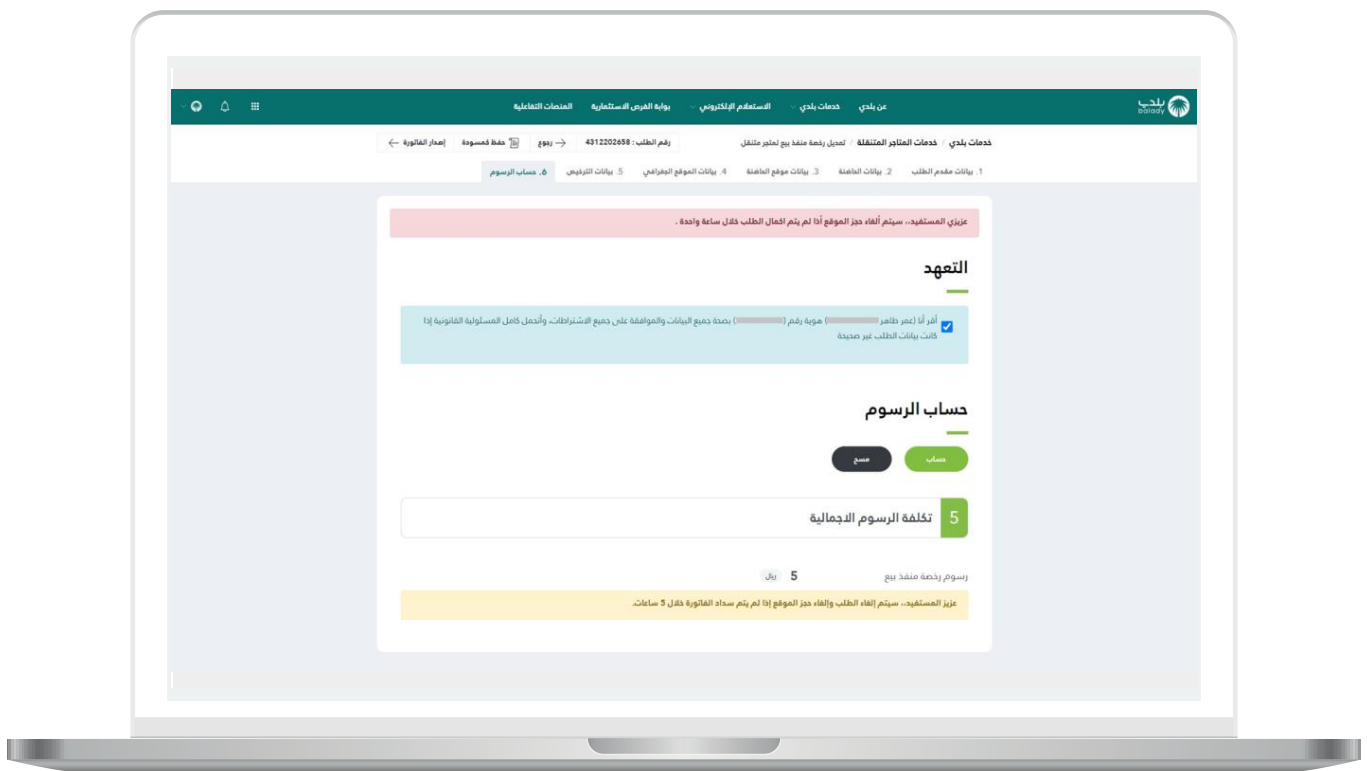 بلدي
balady
عن بلدي
خدمات بلدي
الاستعلام الإلكتروني
بوابة الفرص الاستثمارية
المنصات التفاعلية
خدمات بلدي / خدمات المتاجر المتنقلة / تعديل رخصة منفذ بيع لمتجر متنقل
رقم الطلب : 4312202658
رجوع
حفظ كمسودة
إصدار الفاتورة
1. بيانات مقدم الطلب
2. بيانات الحاضنة
3. بيانات موقع الحاضنة
4. بيانات الموقع الجغرافي
5. بيانات الترخيص
6. حساب الرسوم
عزيزي المستفيد.. سيتم ألغاء حجز الموقع أذا لم يتم اكمال الطلب خلال ساعة واحدة .
التعهد
أقر أنا (عمر طاهر ) هوية رقم ( ) بصحة جميع البيانات والموافقة على جميع الاشتراطات، وأتحمل كامل المسئولية القانونية إذا
كانت بيانات الطلب غير صحيحة
حساب الرسوم
حساب
مسح
5 تكلفة الرسوم الاجمالية
رسوم رخصة منفذ بيع 5 ريال
عزيز المستفيد.. سيتم إلغاء الطلب وإلغاء حجز الموقع إذا لم يتم سداد الفاتورة خلال 5 ساعات.